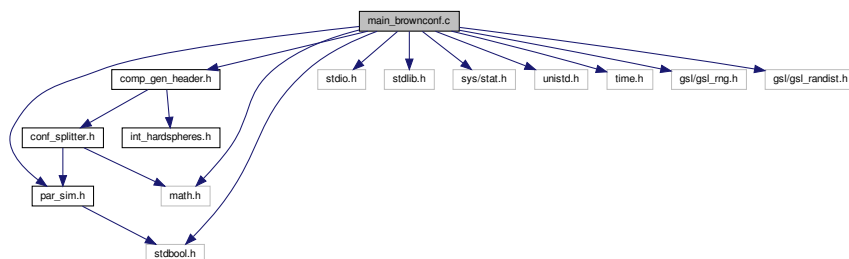 main_brownconf.c
comp_gen_header.h
stdio.h
stdlib.h
sys/stat.h
unistd.h
time.h
gsl/gsl_rng.h
gsl/gsl_randist.h
conf_splitter.h
int_hardspheres.h
par_sim.h
math.h
stdbool.h